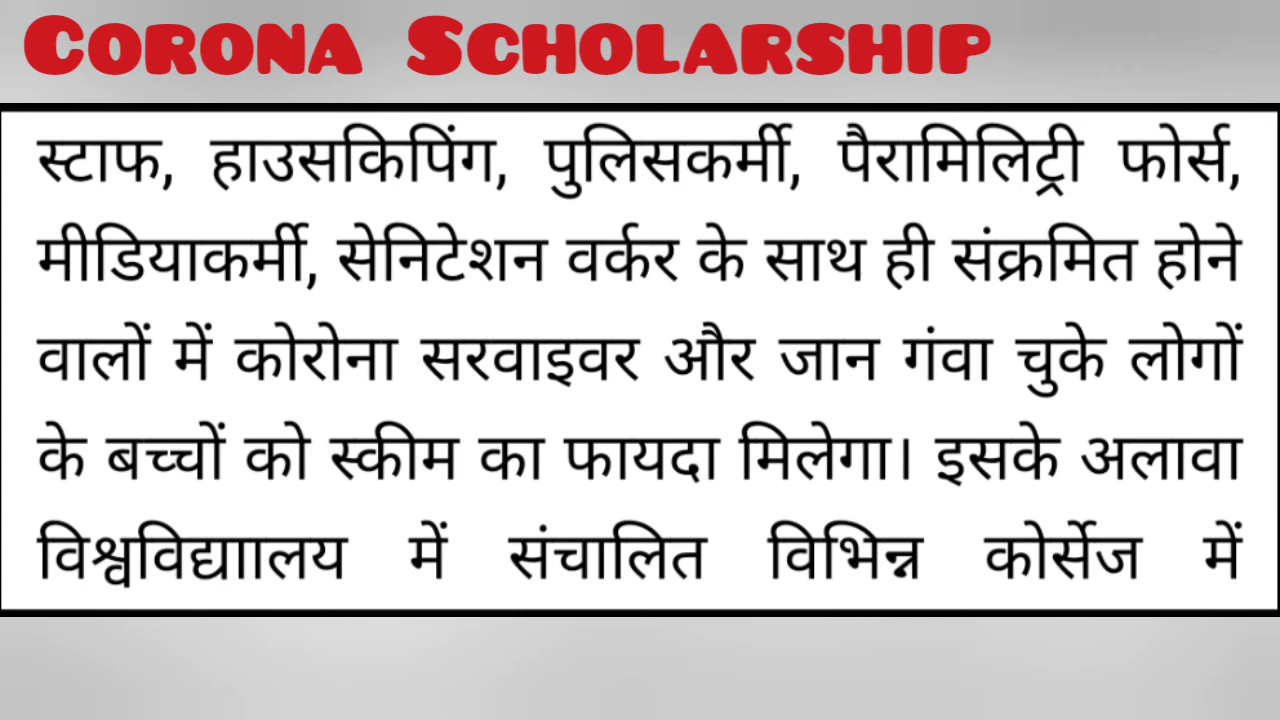 Corona Scholarship
स्टाफ, हाउसकिपिंग, पुलिसकर्मी, पैरामिलिट्री फोर्स,
मीडियाकर्मी, सेनिटेशन वर्कर के साथ ही संक्रमित होने
वालों में कोरोना सरवाइवर और जान गंवा चुके लोगों
के बच्चों को स्कीम का फायदा मिलेगा। इसके अलावा
विश्वविद्याालय में संचालित विभिन्न कोर्सेज में